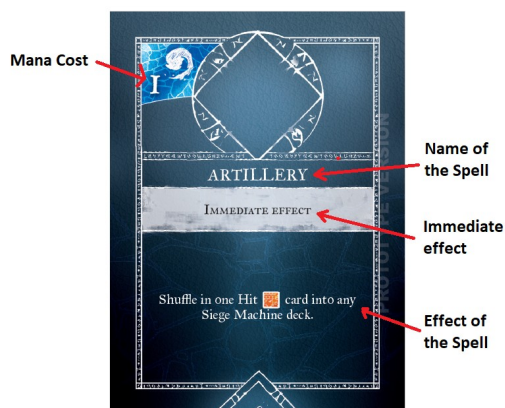 Mana Cost
1
Name of
the Spell
ARTILLERY
IMMEDIATE EFFECT
Immediate
effect
PROTOTYPE VERSION
Shuffle in one Hit card into any
Siege Machine deck.
Effect of
the Spell